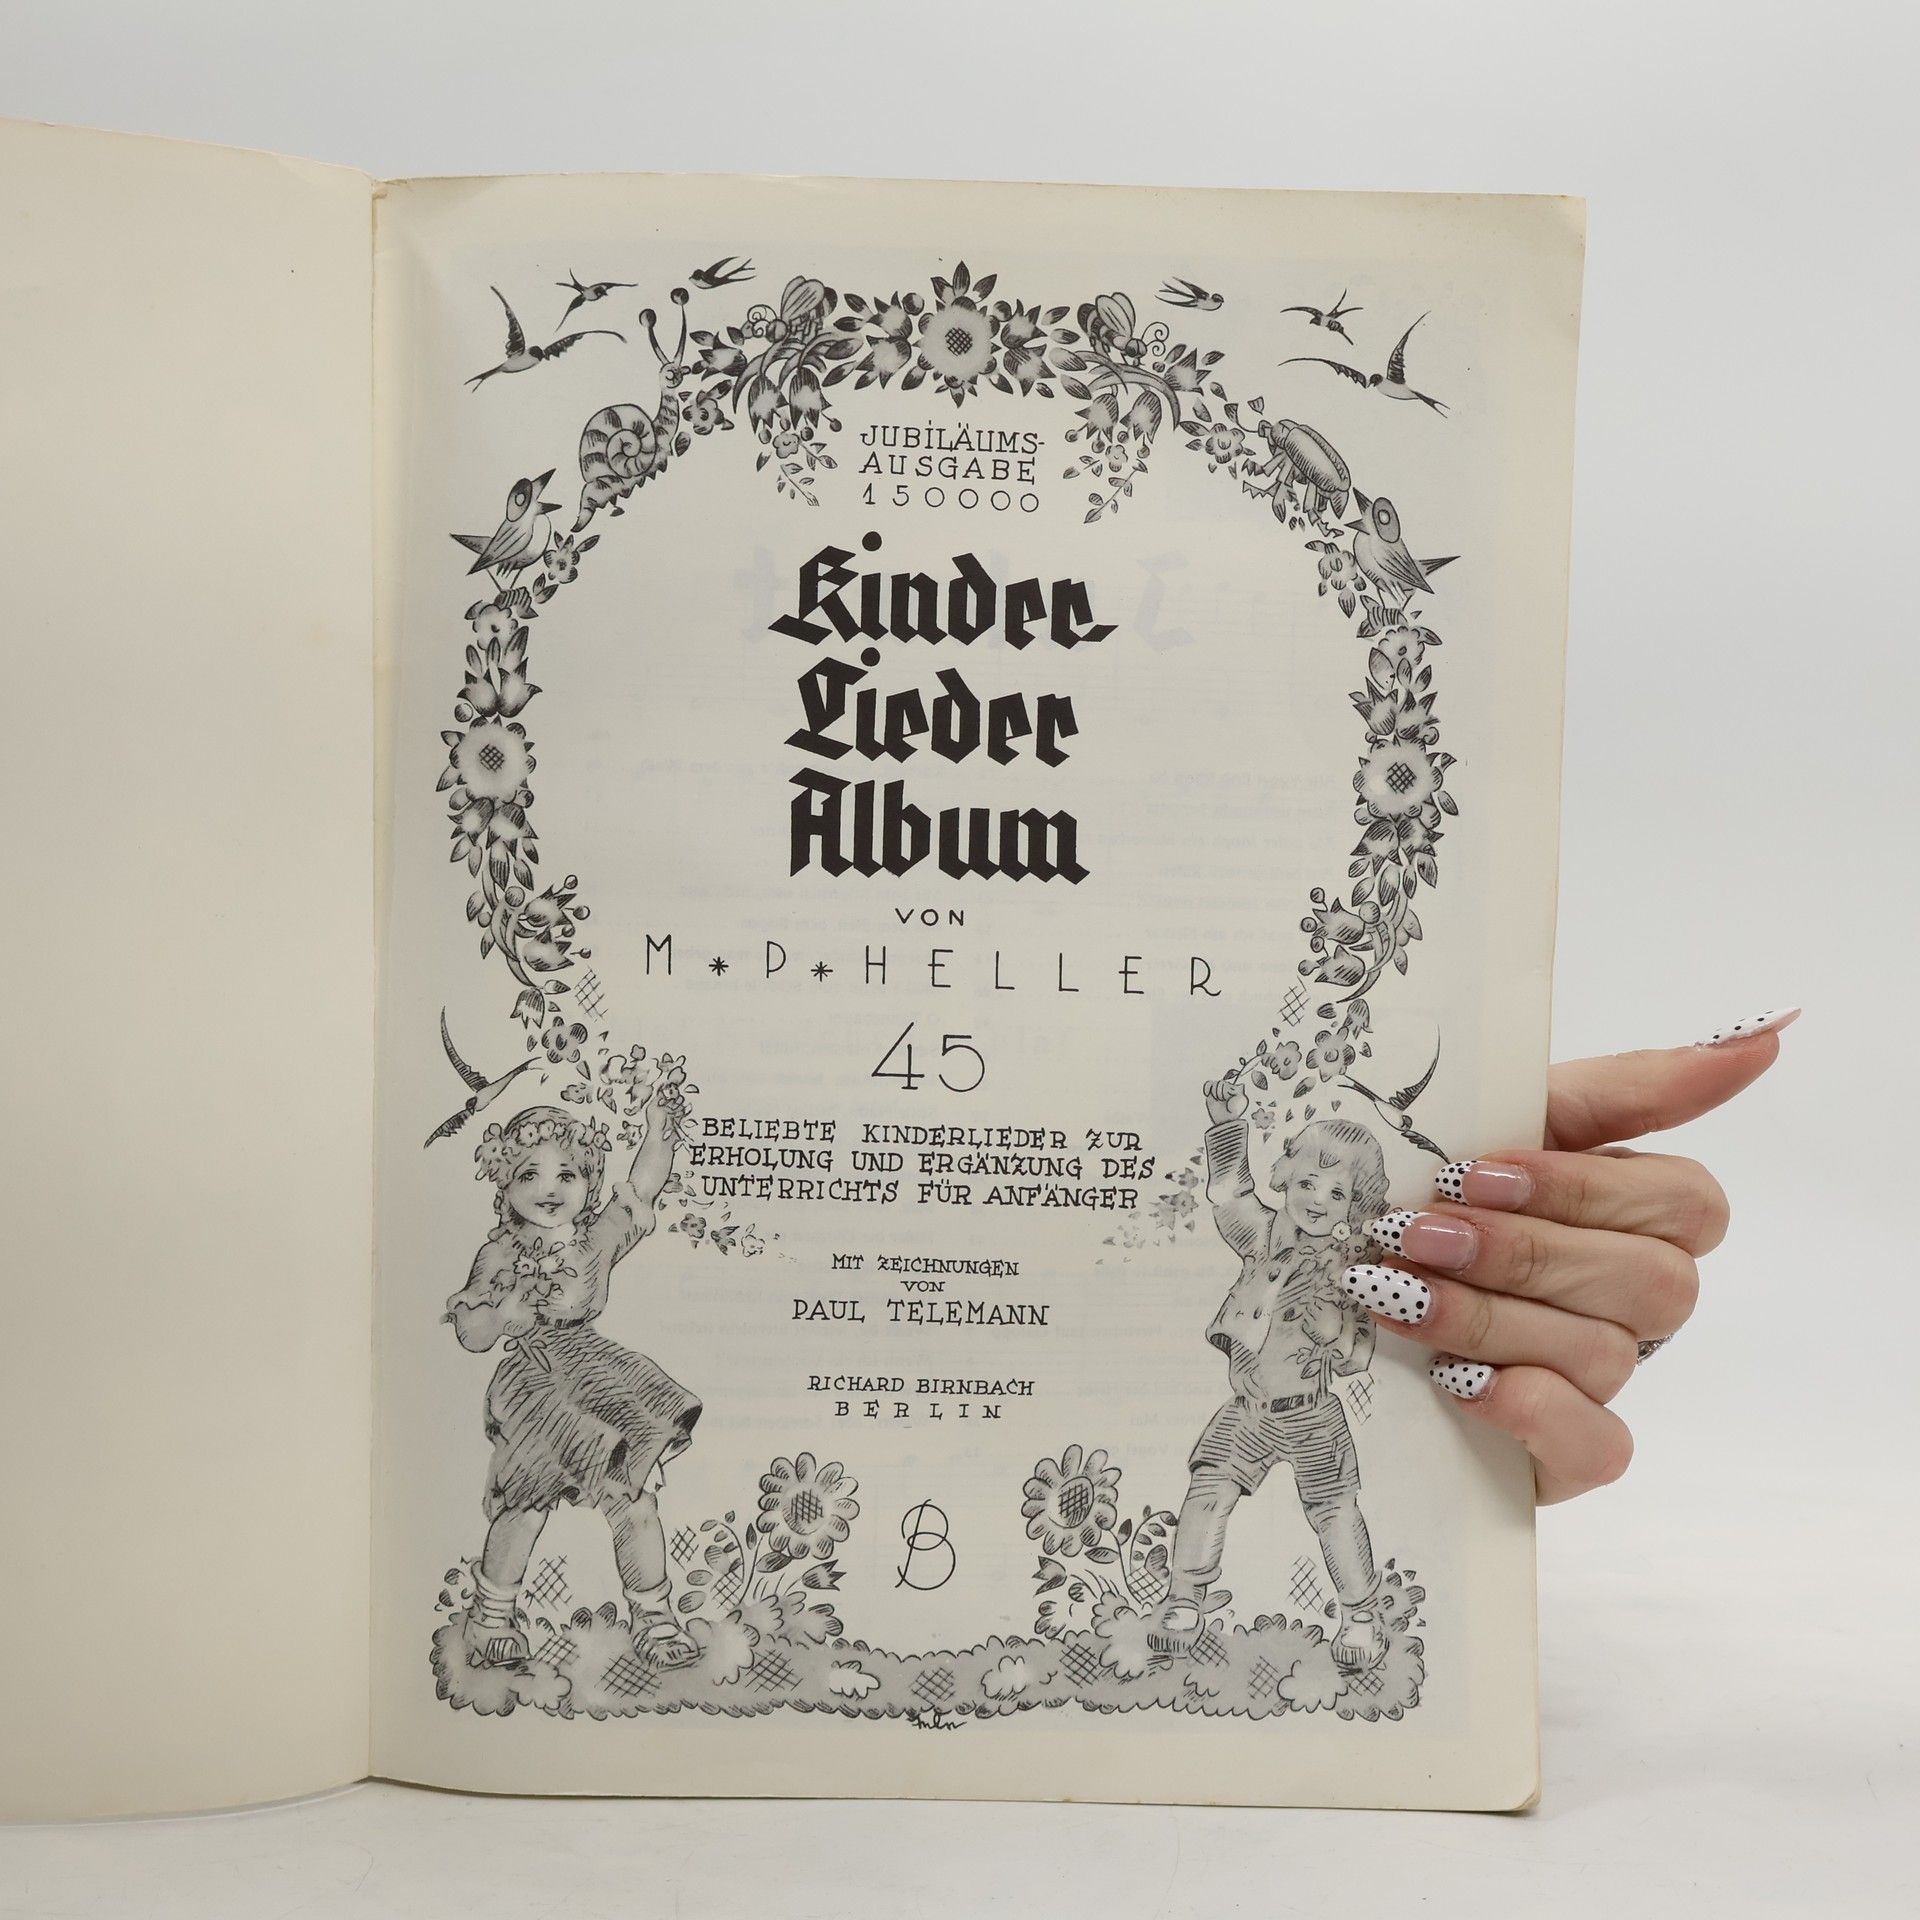 JUBILÄUMS-
AUSGABE
150000
Kinder
Lieder
Album
VON
M * P * HELLER
45
BELIEBTE KINDERLIEDER ZUR
ERHOLUNG UND ERGÄNZUNG DES
UNTERRICHTS FÜR ANFÄNGER
MIT ZEICHNUNGEN
VON
PAUL TELEMANN
RICHARD BIRNBACH
BERLIN
B